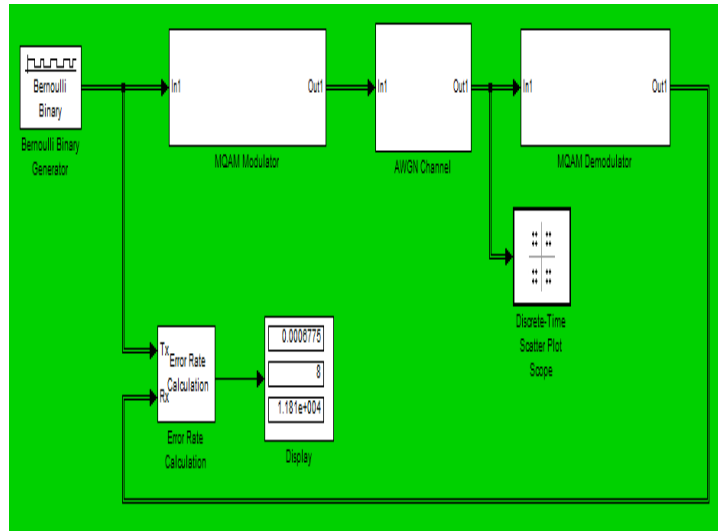 Bernoulli
Binary
Bernoulli Binary
Generator
In1
Out1
MQAM Modulator
In1
Out1
AWGN Channel
In1
Out1
MQAM Demodulator
Discrete-Time
Scatter Plot
Scope
Tx
Error Rate
Calculation
Rx
Error Rate
Calculation
0.0006775
8
1.181e+004
Display